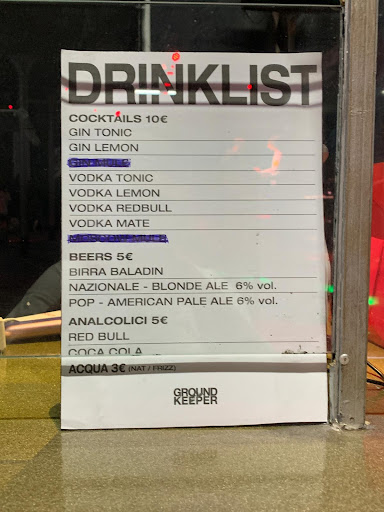 DRINKLIST
COCKTAILS 10€
GIN TONIC
GIN LEMON
VODKA TONIC
VODKA LEMON
VODKA REDBULL
VODKA MATE
BEERS 5€
BIRRA BALADIN
NAZIONALE - BLONDE ALE 6% vol.
POP - AMERICAN PALE ALE 6% vol.
ANALCOLICI 5€
RED BULL
COCA COLA
ACQUA 3€ (NAT / FRIZZ)
GROUND
KEEPER